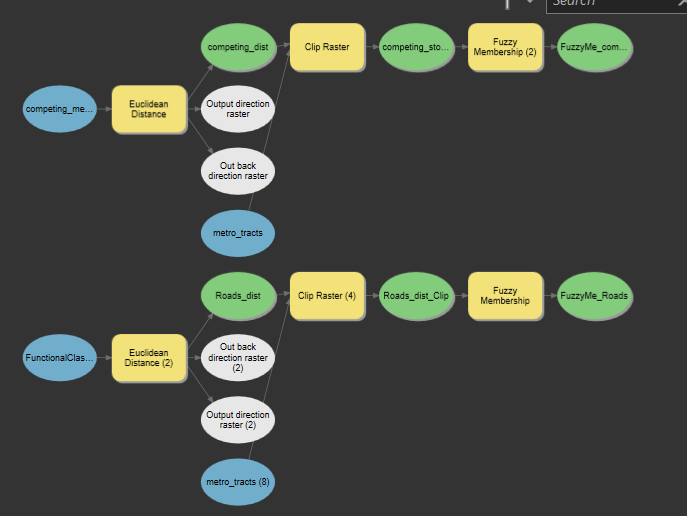 Search
competing_dist
Clip Raster
competing_sto...
Fuzzy
Membership (2)
FuzzyMe_com...
competing_me...
Euclidean
Distance
Output direction
raster
Out back
direction raster
metro_tracts
Roads_dist
Clip Raster (4)
Roads_dist_Clip
Fuzzy
Membership
FuzzyMe_Roads
FunctionalClas...
Euclidean
Distance (2)
Out back
direction raster
(2)
Output direction
raster (2)
metro_tracts (8)